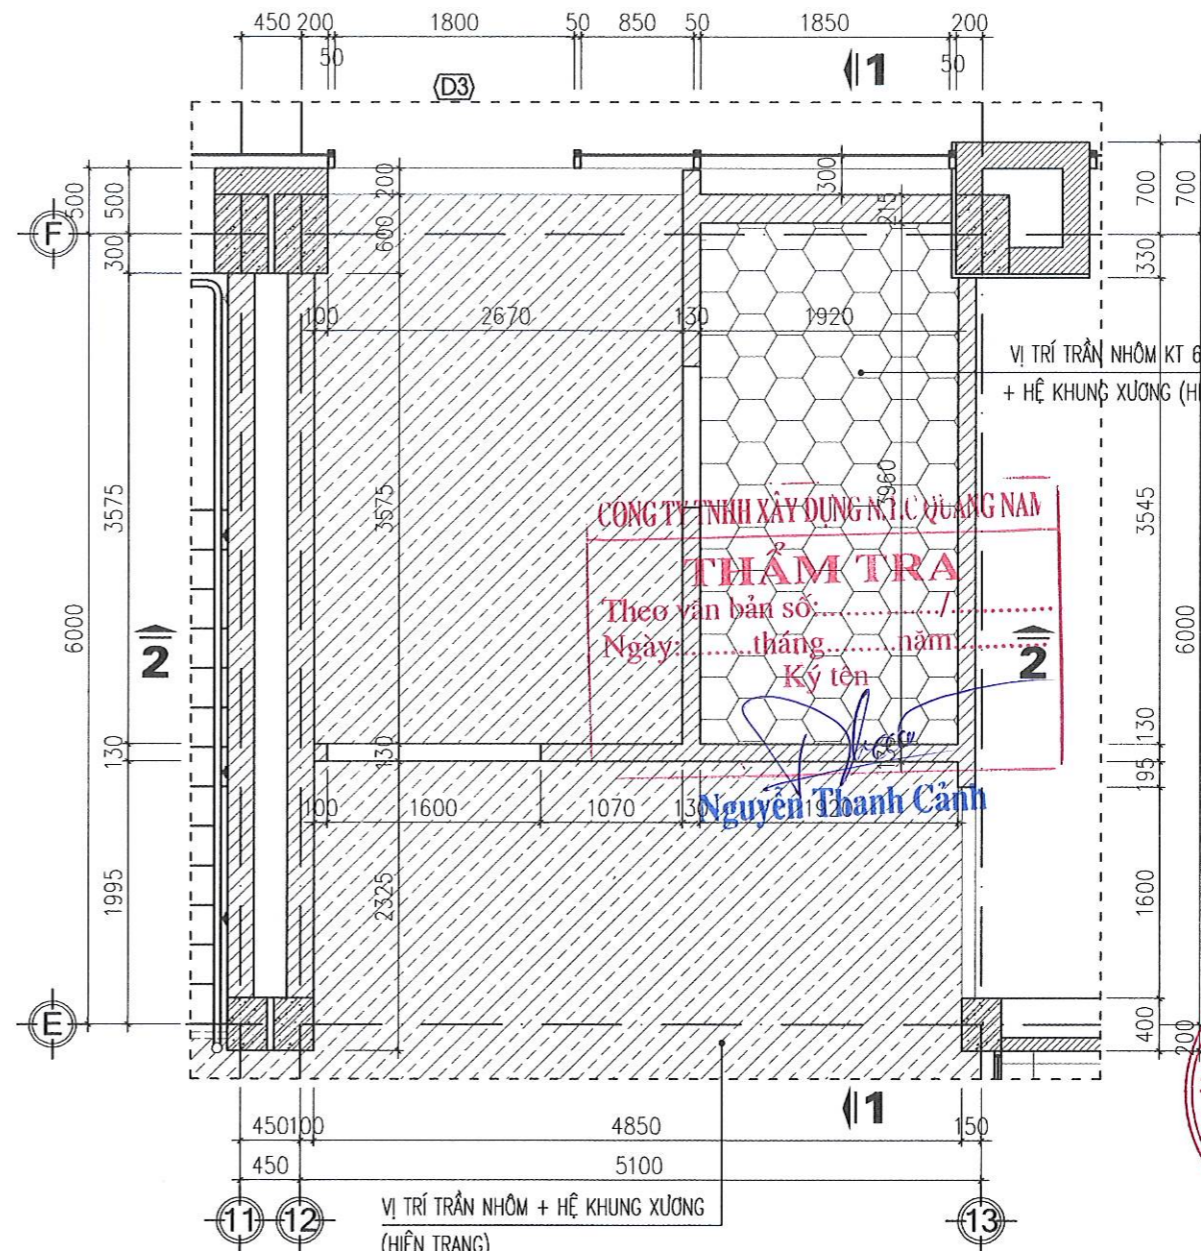 450 200 1800 50 850 50 1850 200
50 50
1
D3
500 500 200 300 215 700 700
F
300 600 330
100 2670 130 1920
VỊ TRÍ TRẦN NHÔM KT 6
+ HỆ KHUNG XƯƠNG (HI
3575 3575 3960 3545
CÔNG TY TNHH XÂY DỰNG N.T.C QUẢNG NAM
THẨM TRA
Theo văn bản số:............/............
6000 6000
Ngày:.........tháng.........năm............
2 2
Ký tên
130 130 130
195
100 1600 1070 130 1920
Nguyễn Thanh Cảnh
1995 2325 1600
E
400 200
1
450 100 4850 150
450 5100
VỊ TRÍ TRẦN NHÔM + HỆ KHUNG XƯƠNG
11 12 13
(HIỆN TRẠNG)